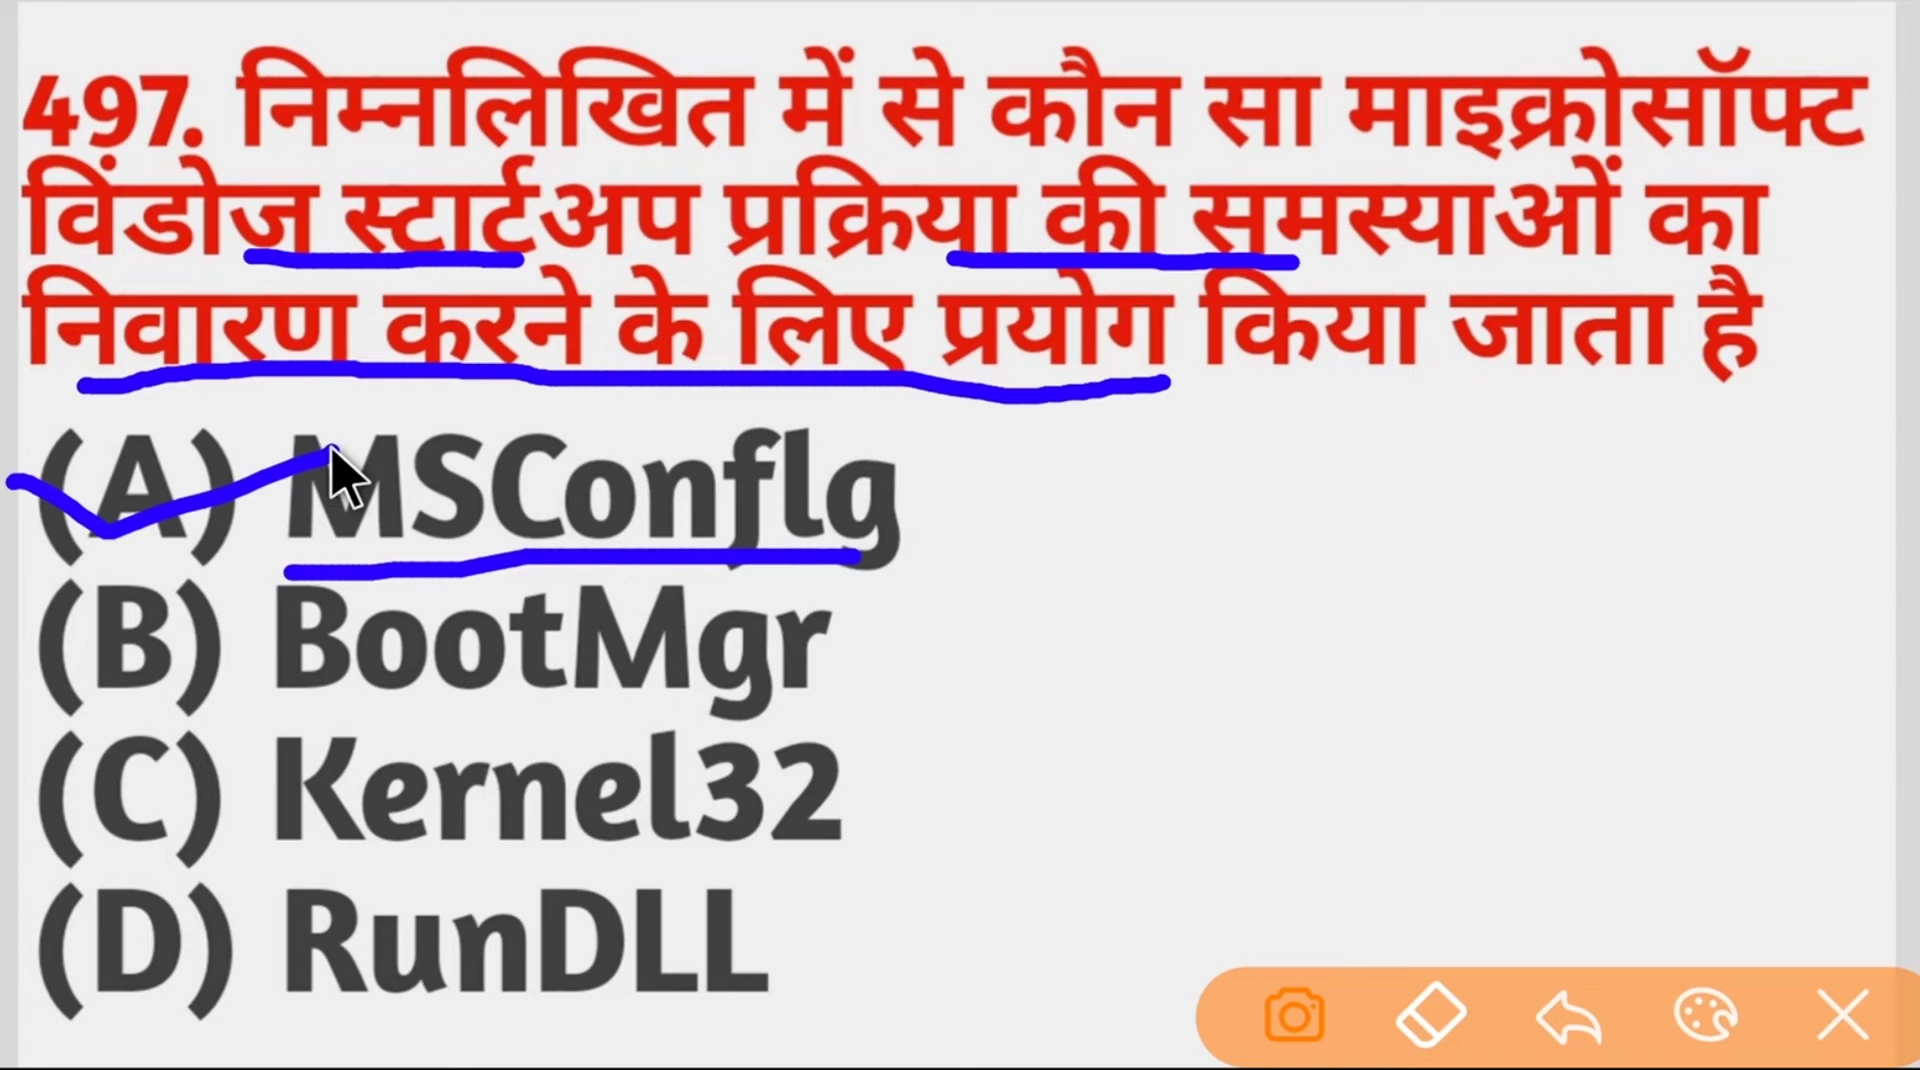 497. निम्नलिखित में से कौन सा माइक्रोसॉफ्ट
विंडोज स्टार्टअप प्रक्रिया की समस्याओं का
निवारण करने के लिए प्रयोग किया जाता है
(A) MSConflg
(B) BootMgr
(C) Kernel32
(D) RunDLL